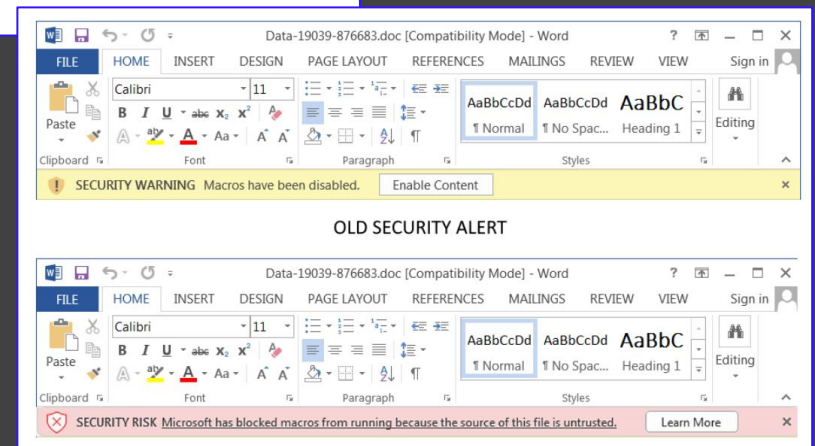 Data-19039-876683.doc [Compatibility Mode] - Word ?
FILE HOME INSERT DESIGN PAGE LAYOUT REFERENCES MAILINGS REVIEW VIEW Sign in
Calibri 11
B I U abc X₂ X²
A aby A Aa A A
Paste
AaBbCcDd AaBbCcDd AaBbC
¶ Normal ¶ No Spac... Heading 1
Editing
Clipboard Font Paragraph Styles
! SECURITY WARNING Macros have been disabled. Enable Content
OLD SECURITY ALERT
Data-19039-876683.doc [Compatibility Mode] - Word ?
FILE HOME INSERT DESIGN PAGE LAYOUT REFERENCES MAILINGS REVIEW VIEW Sign in
Calibri 11
B I U abc X₂ X²
A aby A Aa A A
Paste
AaBbCcDd AaBbCcDd AaBbC
¶ Normal ¶ No Spac... Heading 1
Editing
Clipboard Font Paragraph Styles
SECURITY RISK Microsoft has blocked macros from running because the source of this file is untrusted. Learn More